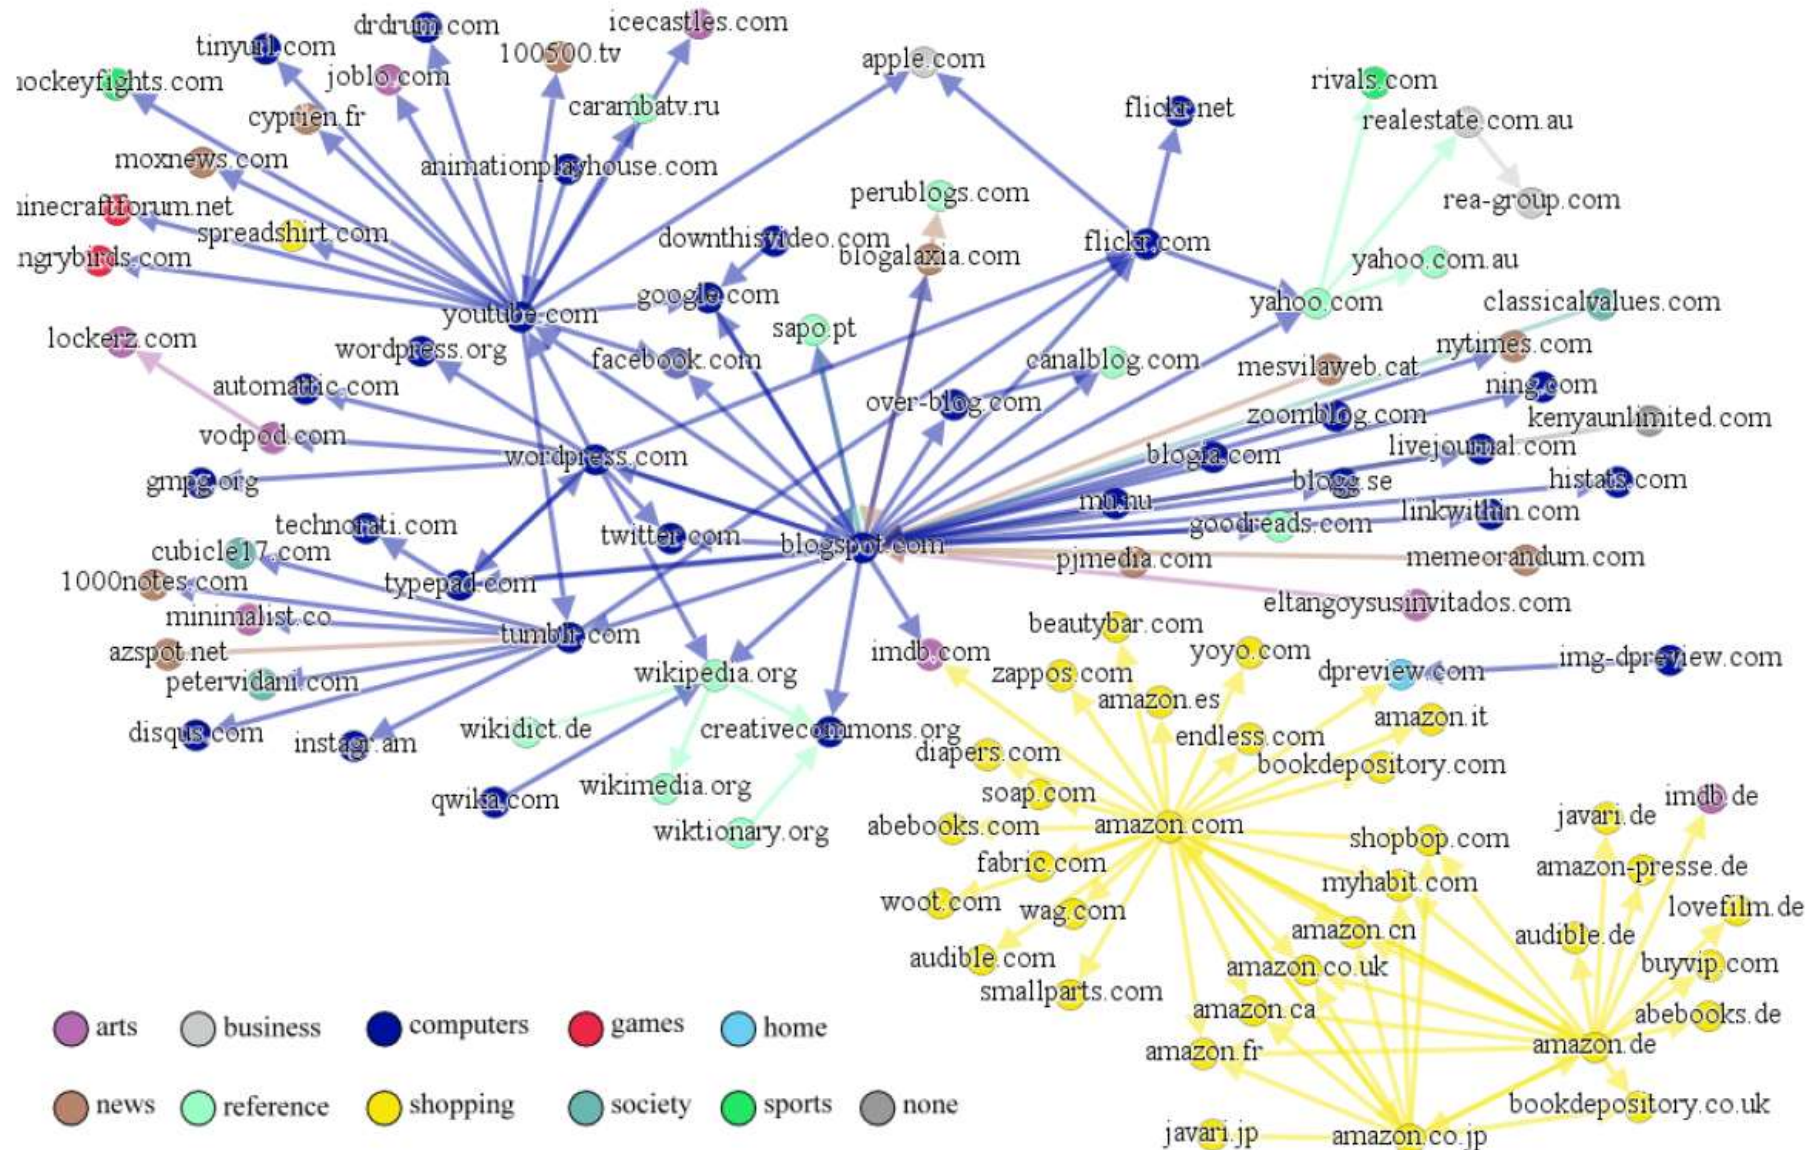 icecastles.com
drdrum.com
tinyurl.com
100500.tv
apple.com
joblo.com
rivals.com
hockeyfights.com
carambatv.ru
flickr.net
cyprien.fr
realestate.com.au
moxnews.com
animationplayhouse.com
perublogs.com
rea-group.com
inecraftforum.net
spreadshirt.com
downthisvideo.com
flickr.com
ngrybirds.com
blogalaxia.com
yahoo.com.au
google.com
yahoo.com
classicalvalues.com
youtube.com
sapo.pt
lockerz.com
nytimes.com
wordpress.org
facebook.com
canalblog.com
mesvilaweb.cat
automattic.com
ning.com
over-blog.com
zoomblog.com
kenyaunlimited.com
vodpod.com
livejournal.com
wordpress.com
blogia.com
gmpg.org
blogg.se
histats.com
mu.nu
linkwithin.com
technorati.com
goodreads.com
twitter.com
blogspot.com
cubicle17.com
pjmedia.com
memeorandum.com
1000notes.com
typepad.com
eltangoysusinvitados.com
minimalist.co
beautybar.com
tumblr.com
azspot.net
imdb.com
yoyo.com
img-dpreview.com
wikipedia.org
zappos.com
dpreview.com
petervidani.com
amazon.es
amazon.it
disqus.com
instagr.am
wikidict.de
creativecommons.org
endless.com
diapers.com
bookdepository.com
wikimedia.org
soap.com
imdb.de
qwika.com
javari.de
wiktionary.org
abebooks.com
amazon.com
shopbop.com
fabric.com
amazon-presse.de
myhabit.com
woot.com
wag.com
lovefilm.de
amazon.cn
audible.de
audible.com
amazon.co.uk
buyvip.com
smallparts.com
amazon.ca
abebooks.de
amazon.fr
amazon.de
bookdepository.co.uk
javari.jp
amazon.co.jp
arts
business
computers
games
home
news
reference
shopping
society
sports
none